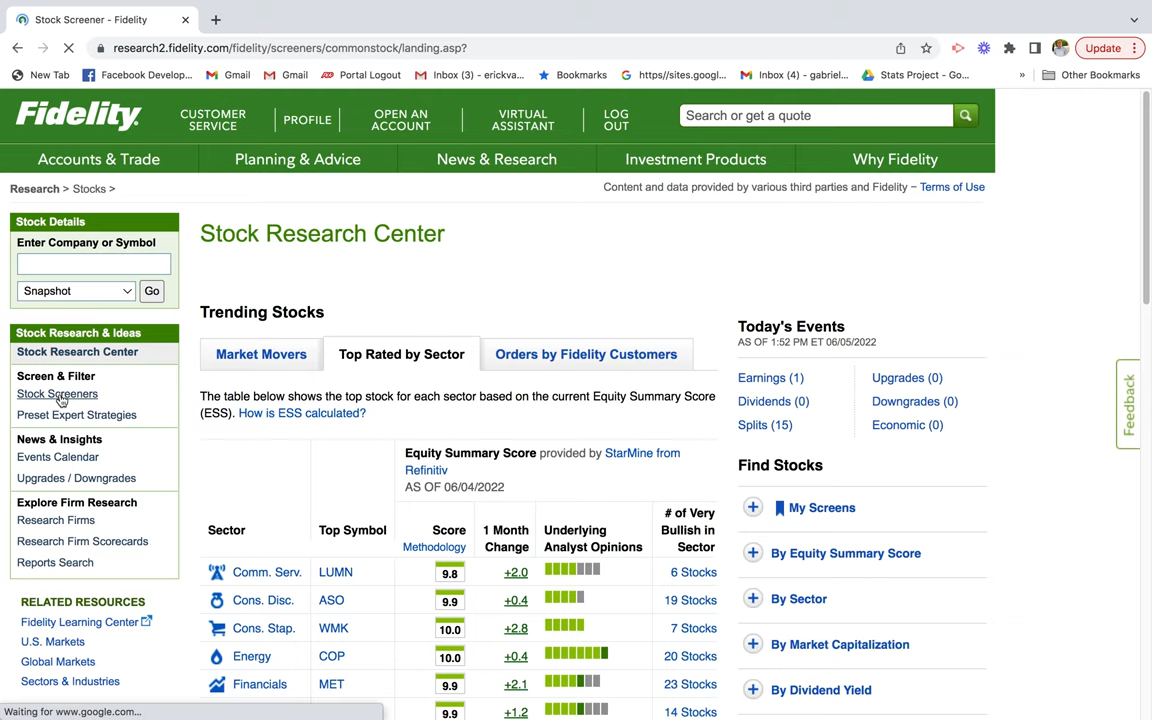 Stock Screener - Fidelity
research2.fidelity.com/fidelity/screeners/commonstock/landing.asp?
Update
New Tab
Facebook Develop...
Gmail
Gmail
Portal Logout
Inbox (3) - erickva...
Bookmarks
https//sites.goog...
Inbox (4) - gabriel...
Stats Project - Go...
»
Other Bookmarks
Fidelity
CUSTOMER SERVICE
PROFILE
OPEN AN ACCOUNT
VIRTUAL ASSISTANT
LOG OUT
Search or get a quote
Accounts & Trade
Planning & Advice
News & Research
Investment Products
Why Fidelity
Research > Stocks >
Content and data provided by various third parties and Fidelity – Terms of Use
Stock Details
Enter Company or Symbol
Snapshot
Go
Stock Research & Ideas
Stock Research Center
Screen & Filter
Stock Screeners
Preset Expert Strategies
News & Insights
Events Calendar
Upgrades / Downgrades
Explore Firm Research
Research Firms
Research Firm Scorecards
Reports Search
RELATED RESOURCES
Fidelity Learning Center
U.S. Markets
Global Markets
Sectors & Industries
Stock Research Center
Trending Stocks
Market Movers
Top Rated by Sector
Orders by Fidelity Customers
The table below shows the top stock for each sector based on the current Equity Summary Score
(ESS). How is ESS calculated?
Equity Summary Score provided by StarMine from
Refinitiv
AS OF 06/04/2022
Sector
Top Symbol
Score
Methodology
1 Month
Change
Underlying
Analyst Opinions
# of Very
Bullish in
Sector
Comm. Serv. LUMN 9.8 +2.0 6 Stocks
Cons. Disc. ASO 9.9 +0.4 19 Stocks
Cons. Stap. WMK 10.0 +2.8 7 Stocks
Energy COP 10.0 +0.4 20 Stocks
Financials MET 9.9 +2.1 23 Stocks
9.9 +1.2 14 Stocks
Today's Events
AS OF 1:52 PM ET 06/05/2022
Earnings (1)
Upgrades (0)
Dividends (0)
Downgrades (0)
Splits (15)
Economic (0)
Find Stocks
My Screens
By Equity Summary Score
By Sector
By Market Capitalization
By Dividend Yield
Feedback
Waiting for www.google.com...